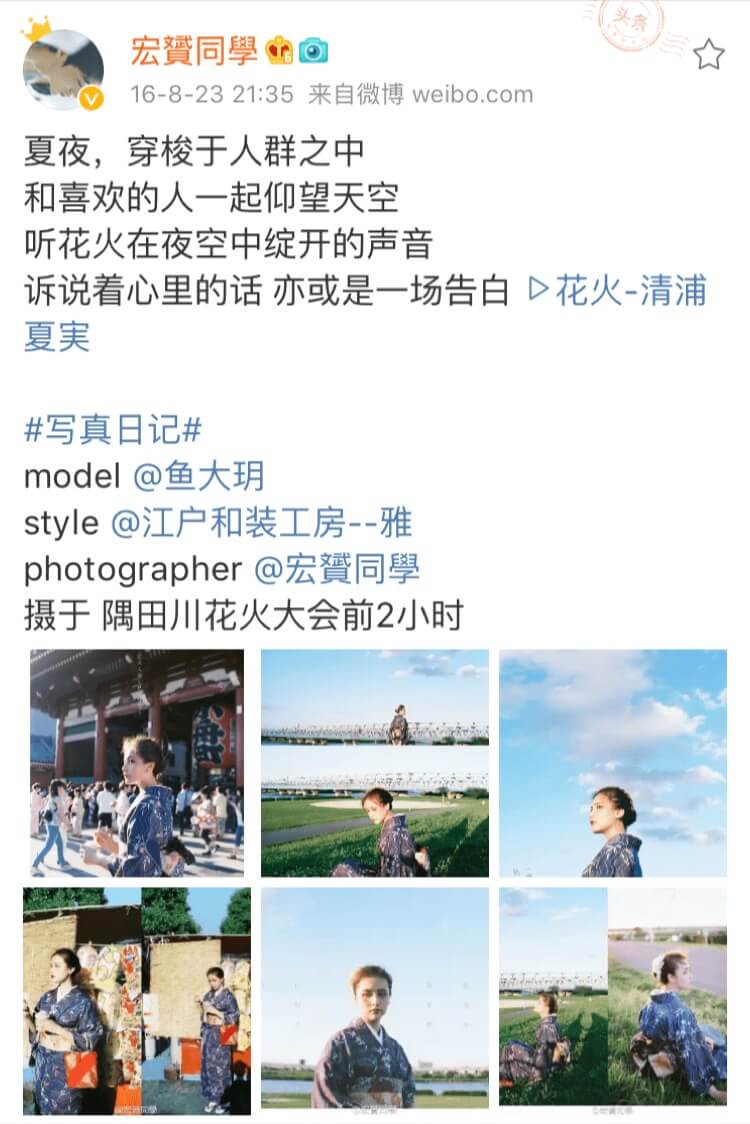 头条
宏贇同學
16-8-23 21:35 来自微博 weibo.com
夏夜，穿梭于人群之中
和喜欢的人一起仰望天空
听花火在夜空中绽开的声音
诉说着心里的话 亦或是一场告白 ▷花火-清浦
夏実
#写真日记#
model @鱼大玥
style @江户和装工房--雅
photographer @宏贇同學
摄于 隅田川花火大会前2小时